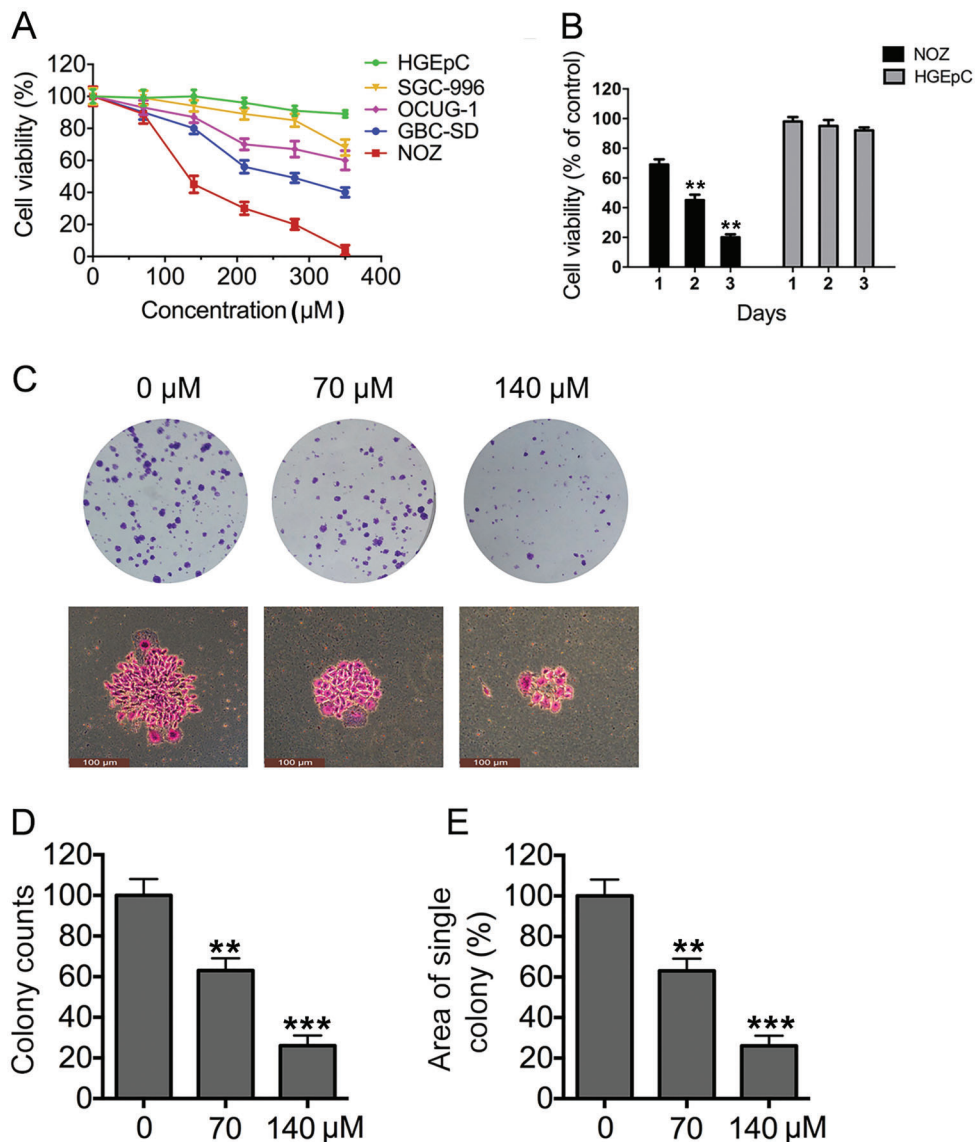 A
Cell viability (%)
120
100
80
60
40
20
0
0 100 200 300 400
Concentration (µM)
HGEpC
SGC-996
OCUG-1
GBC-SD
NOZ
B
Cell viability (% of control)
120
100
80
60
40
20
0
** **
1 2 3 1 2 3
Days
NOZ
HGEpC
C
0 µM 70 µM 140 µM
100 µm 100 µm 100 µm
D
Colony counts
120
100
80
60
40
20
0
**
***
0 70 140 µM
E
Area of single
colony (%)
120
100
80
60
40
20
0
**
***
0 70 140 µM